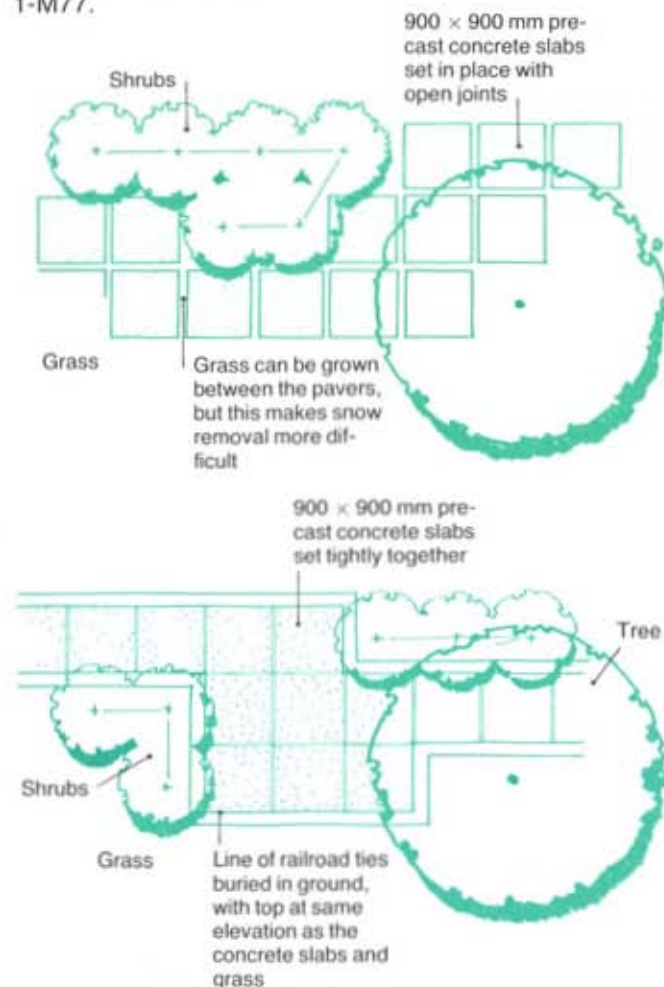 1-M77.
900 × 900 mm pre-
cast concrete slabs
set in place with
open joints
Shrubs
Grass
Grass can be grown
between the pavers,
but this makes snow
removal more dif-
ficult
900 × 900 mm pre-
cast concrete slabs
set tightly together
Tree
Shrubs
Grass
Line of railroad ties
buried in ground,
with top at same
elevation as the
concrete slabs and
grass